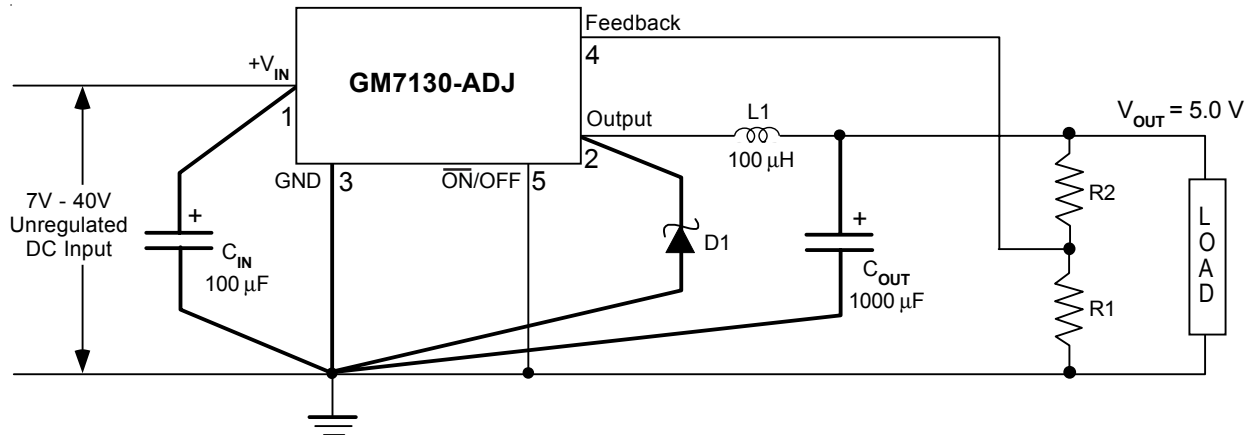 Feedback
4
+V_IN
GM7130-ADJ
1
Output
2
L1
100 μH
V_OUT = 5.0 V
GND
3
ON/OFF
5
7V - 40V
Unregulated
DC Input
+
C_IN
100 μF
D1
+
C_OUT
1000 μF
R2
R1
LOAD